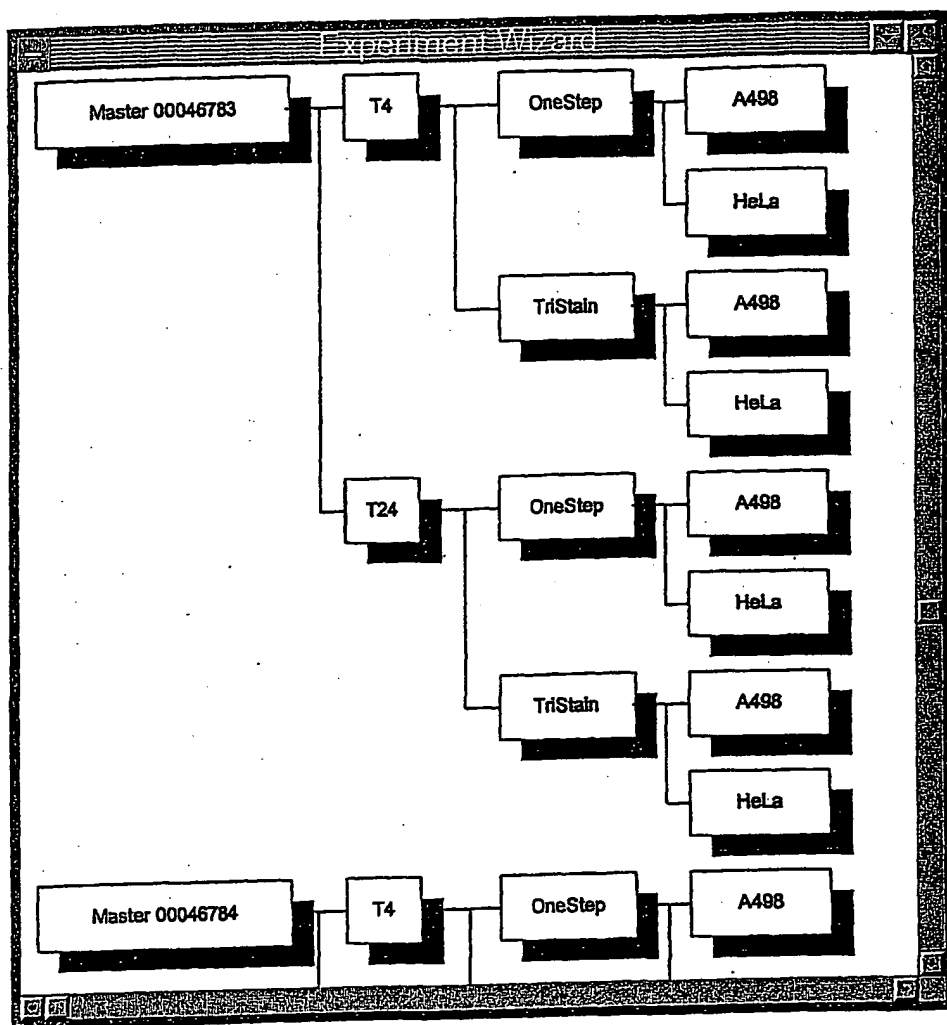 Experiment Wizard
Master 00046783
T4
OneStep
A498
HeLa
TriStain
A498
HeLa
T24
OneStep
A498
HeLa
TriStain
A498
HeLa
Master 00046784
T4
OneStep
A498